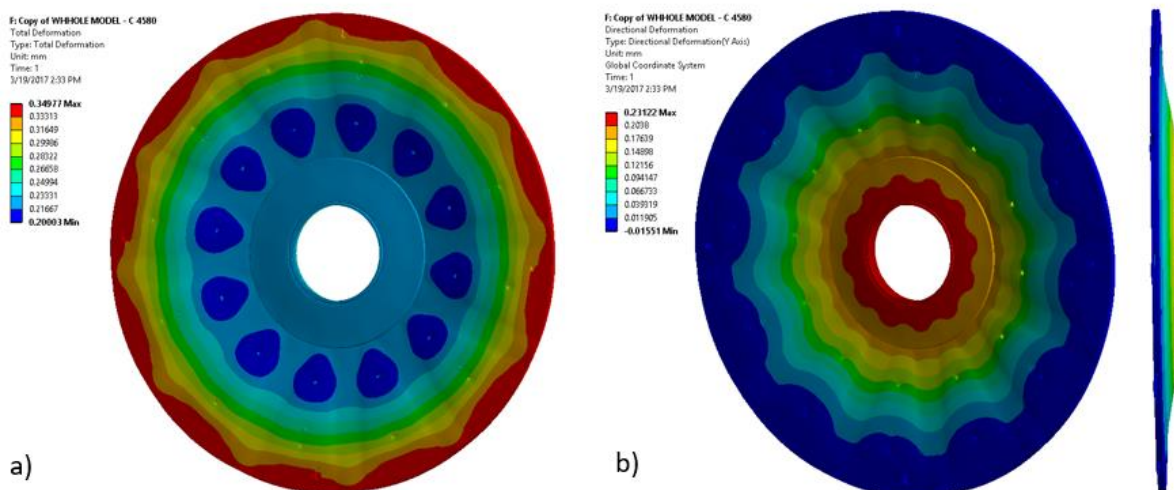 F: Copy of WHHOLE MODEL - C 4580
Total Deformation
Type: Total Deformation
Unit: mm
Time: 1
3/19/2017 2:33 PM
0.34977 Max
0.33313
0.31649
0.29986
0.28322
0.26658
0.24994
0.23331
0.21667
0.20003 Min
a)
F: Copy of WHHOLE MODEL - C 4580
Directional Deformation
Type: Directional Deformation(Y Axis)
Unit: mm
Global Coordinate System
Time: 1
3/19/2017 2:33 PM
0.23122 Max
0.2038
0.17639
0.14898
0.12156
0.094147
0.066733
0.039319
0.011905
-0.01551 Min
b)